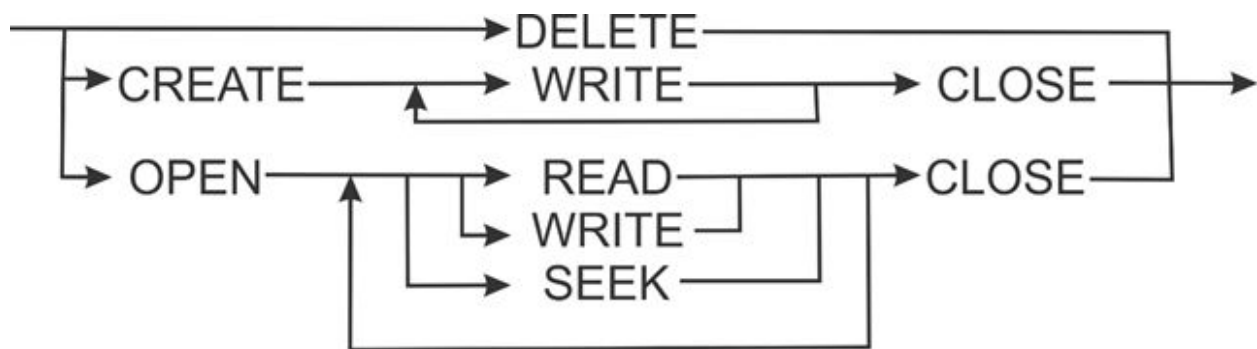 DELETE
CREATE WRITE CLOSE
OPEN READ CLOSE
WRITE
SEEK